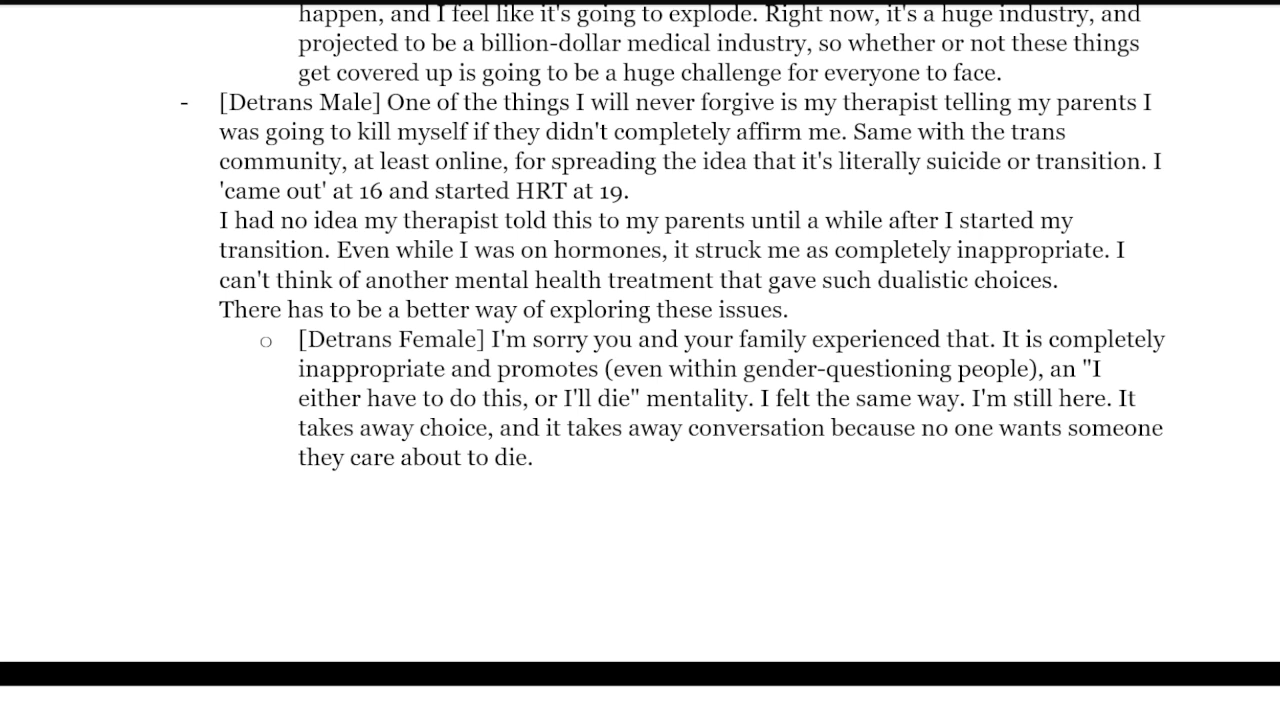 happen, and I feel like it's going to explode. Right now, it's a huge industry, and
projected to be a billion-dollar medical industry, so whether or not these things
get covered up is going to be a huge challenge for everyone to face.
- [Detrans Male] One of the things I will never forgive is my therapist telling my parents I
was going to kill myself if they didn't completely affirm me. Same with the trans
community, at least online, for spreading the idea that it's literally suicide or transition. I
'came out' at 16 and started HRT at 19.
I had no idea my therapist told this to my parents until a while after I started my
transition. Even while I was on hormones, it struck me as completely inappropriate. I
can't think of another mental health treatment that gave such dualistic choices.
There has to be a better way of exploring these issues.
○ [Detrans Female] I'm sorry you and your family experienced that. It is completely
inappropriate and promotes (even within gender-questioning people), an "I
either have to do this, or I'll die" mentality. I felt the same way. I'm still here. It
takes away choice, and it takes away conversation because no one wants someone
they care about to die.